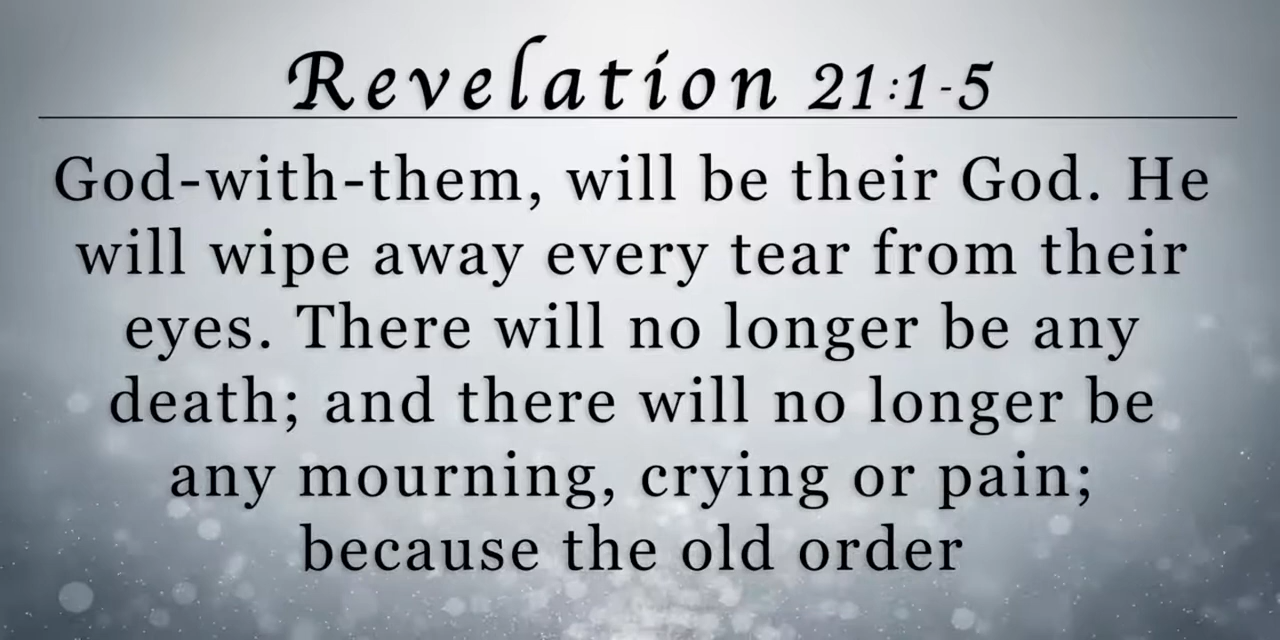 Revelation 21:1-5
God-with-them, will be their God. He
will wipe away every tear from their
eyes. There will no longer be any
death; and there will no longer be
any mourning, crying or pain;
because the old order